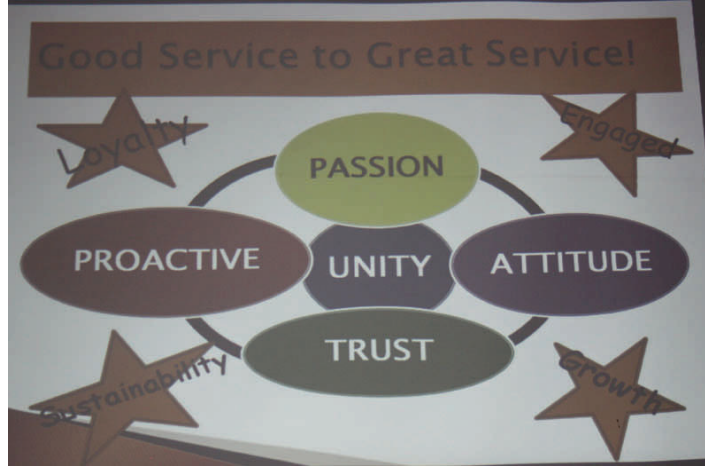 Good Service to Great Service!
Loyalty
Engaged
PASSION
PROACTIVE
UNITY
ATTITUDE
TRUST
Sustainability
Growth